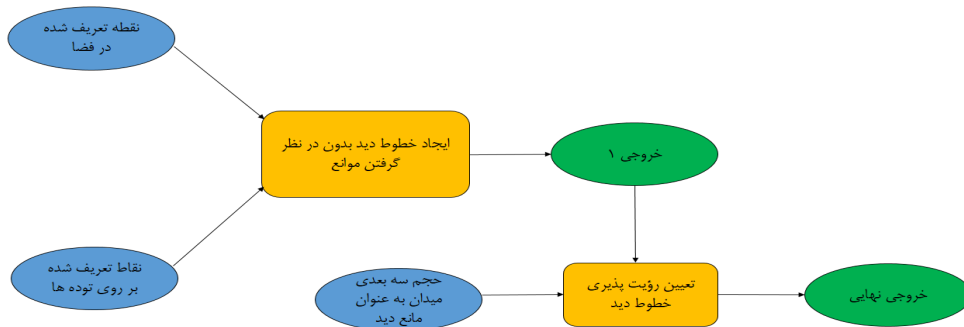 نقطه تعریف شده
در فضا
ایجاد خطوط دید بدون در نظر
گرفتن موانع
خروجی ۱
نقاط تعریف شده
بر روی توده ها
حجم سه بعدی
میدان به عنوان
مانع دید
تعیین رؤیت پذیری
خطوط دید
خروجی نهایی